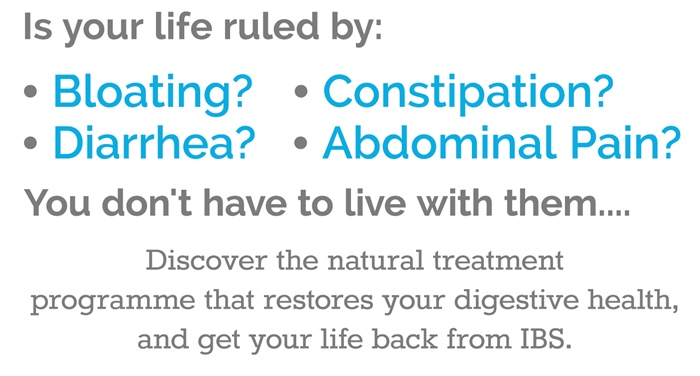 Is your life ruled by:
• Bloating? • Constipation?
• Diarrhea? • Abdominal Pain?
You don't have to live with them....
Discover the natural treatment
programme that restores your digestive health,
and get your life back from IBS.